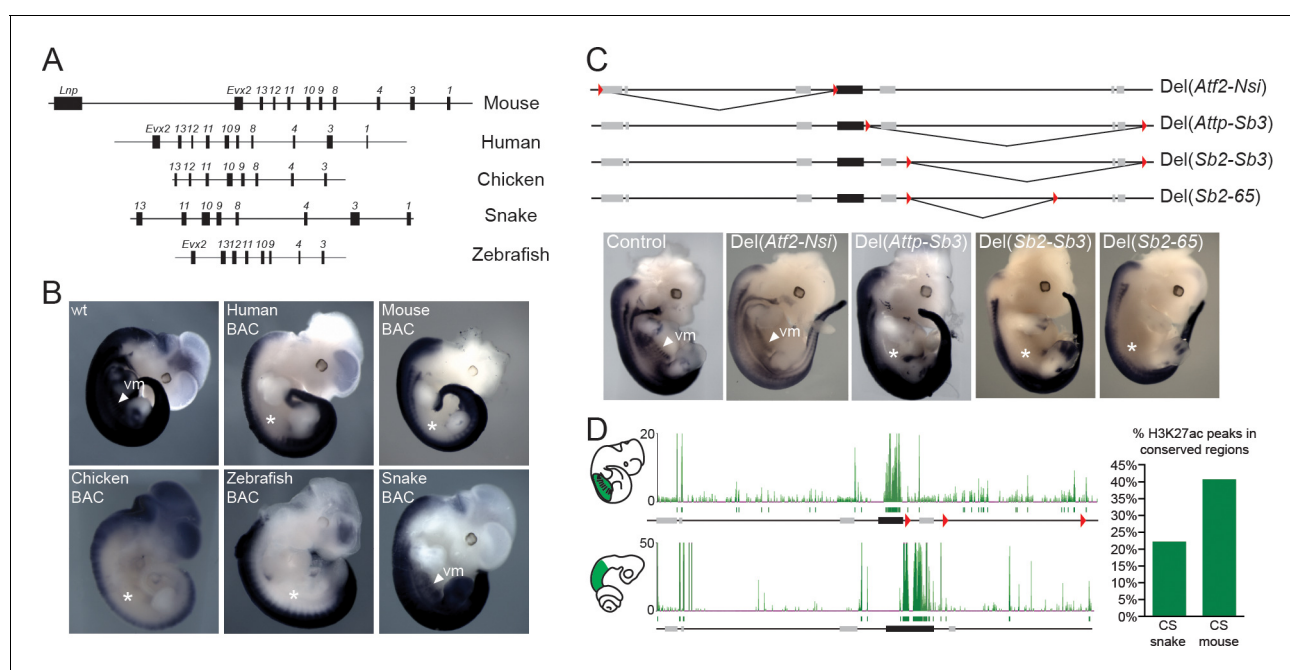 A
Lnp Evx2 13 12 11 10 9 8 4 3 1
Mouse
Evx2 13 12 11 10 9 8 4 3 1
Human
13 12 11 10 9 8 4 3
Chicken
13 11 10 9 8 4 3 1
Snake
Evx2 13 12 11 10 9 4 3
Zebrafish
B
wt
vm
Human
BAC
*
Mouse
BAC
*
Chicken
BAC
*
Zebrafish
BAC
*
Snake
BAC
vm
C
Del(Atf2-Nsi)
Del(Attp-Sb3)
Del(Sb2-Sb3)
Del(Sb2-65)
Control
vm
Del(Atf2-Nsi)
vm
Del(Attp-Sb3)
*
Del(Sb2-Sb3)
*
Del(Sb2-65)
*
D
20
0
50
0
% H3K27ac peaks in
conserved regions
45%
40%
35%
30%
25%
20%
15%
10%
5%
0%
CS
snake
CS
mouse